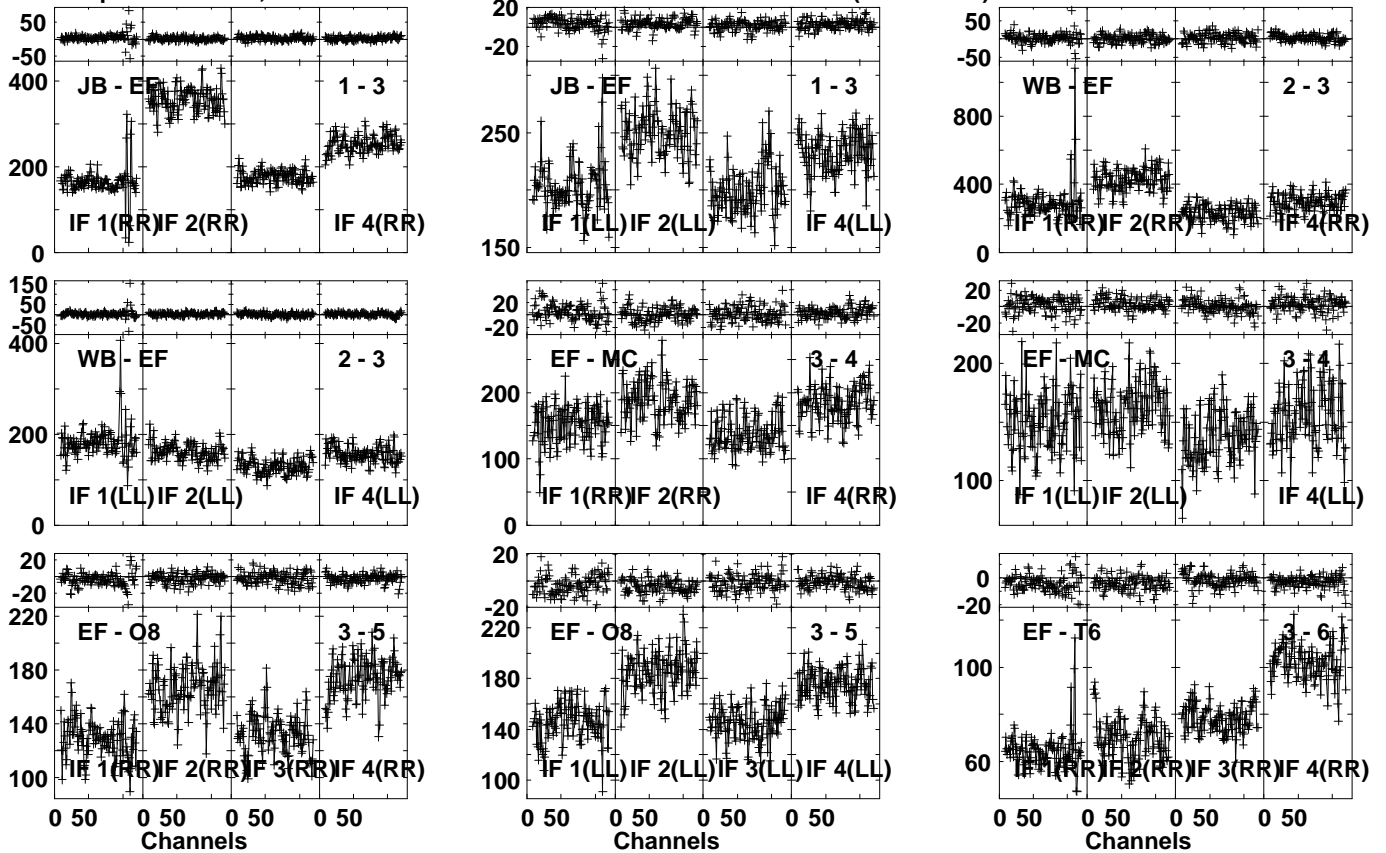 50
-50
400
200
0
JB - EF
1 - 3
IF 1(RR)
IF 2(RR)
IF 4(RR)
20
-20
250
150
JB - EF
1 - 3
IF 1(LL)
IF 2(LL)
IF 4(LL)
50
-50
800
400
0
WB - EF
2 - 3
IF 1(RR)
IF 2(RR)
IF 4(RR)
150
50
-50
400
200
0
WB - EF
2 - 3
IF 1(LL)
IF 2(LL)
IF 4(LL)
20
-20
200
100
0
EF - MC
3 - 4
IF 1(RR)
IF 2(RR)
IF 4(RR)
20
-20
200
100
EF - MC
3 - 4
IF 1(LL)
IF 2(LL)
IF 4(LL)
20
-20
220
180
140
100
EF - O8
3 - 5
IF 1(RR)
IF 2(RR)
IF 3(RR)
IF 4(RR)
0 50 0 50 0 50 0 50
Channels
20
-20
220
180
140
100
EF - O8
3 - 5
IF 1(LL)
IF 2(LL)
IF 3(LL)
IF 4(LL)
0 50 0 50 0 50 0 50
Channels
0
-20
100
60
EF - T6
3 - 6
IF 1(RR)
IF 2(RR)
IF 3(RR)
IF 4(RR)
0 50 0 50 0 50 0 50
Channels